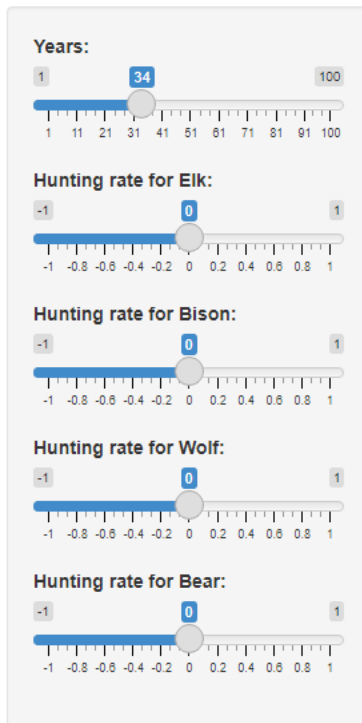 Years:
1 34 100
1 11 21 31 41 51 61 71 81 91 100
Hunting rate for Elk:
-1 0 1
-1 -0.8 -0.6 -0.4 -0.2 0 0.2 0.4 0.6 0.8 1
Hunting rate for Bison:
-1 0 1
-1 -0.8 -0.6 -0.4 -0.2 0 0.2 0.4 0.6 0.8 1
Hunting rate for Wolf:
-1 0 1
-1 -0.8 -0.6 -0.4 -0.2 0 0.2 0.4 0.6 0.8 1
Hunting rate for Bear:
-1 0 1
-1 -0.8 -0.6 -0.4 -0.2 0 0.2 0.4 0.6 0.8 1